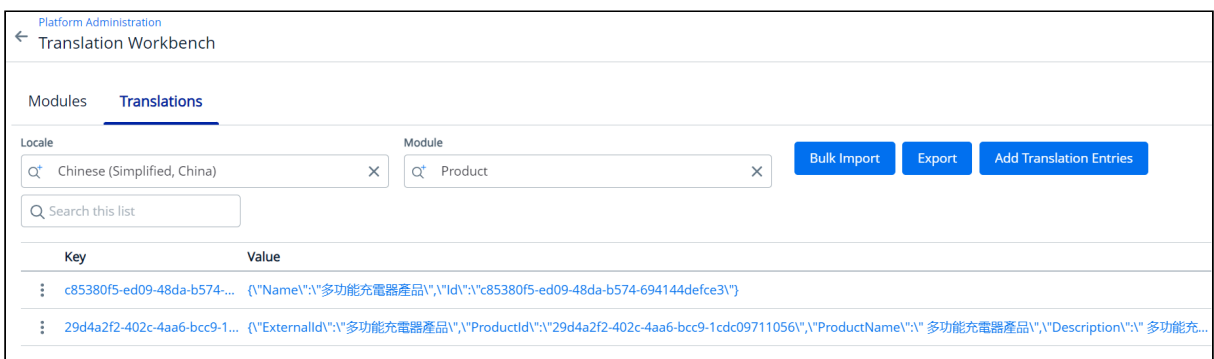 Platform Administration
Translation Workbench
Modules Translations
Locale Module
Chinese (Simplified, China) Product Bulk Import Export Add Translation Entries
Search this list
Key Value
c85380f5-ed09-48da-b574-... {\"Name\":\"多功能充電器產品\",\"Id\":\"c85380f5-ed09-48da-b574-694144defce3\"}
29d4a2f2-402c-4aa6-bcc9-1... {\"ExternalId\":\"多功能充電器產品\",\"ProductId\":\"29d4a2f2-402c-4aa6-bcc9-1cdc09711056\",\"ProductName\":\" 多功能充電器產品\",\"Description\":\" 多功能充...